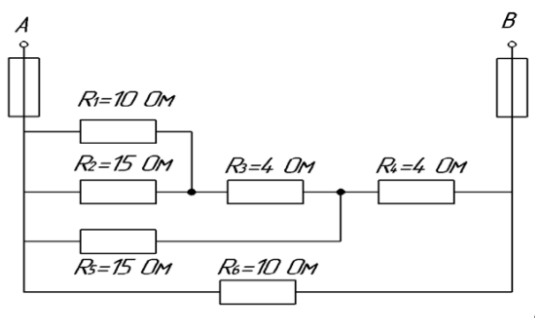 A
B
R1=10 Ом
R2=15 Ом
R3=4 Ом
R4=4 Ом
R5=15 Ом
R6=10 Ом